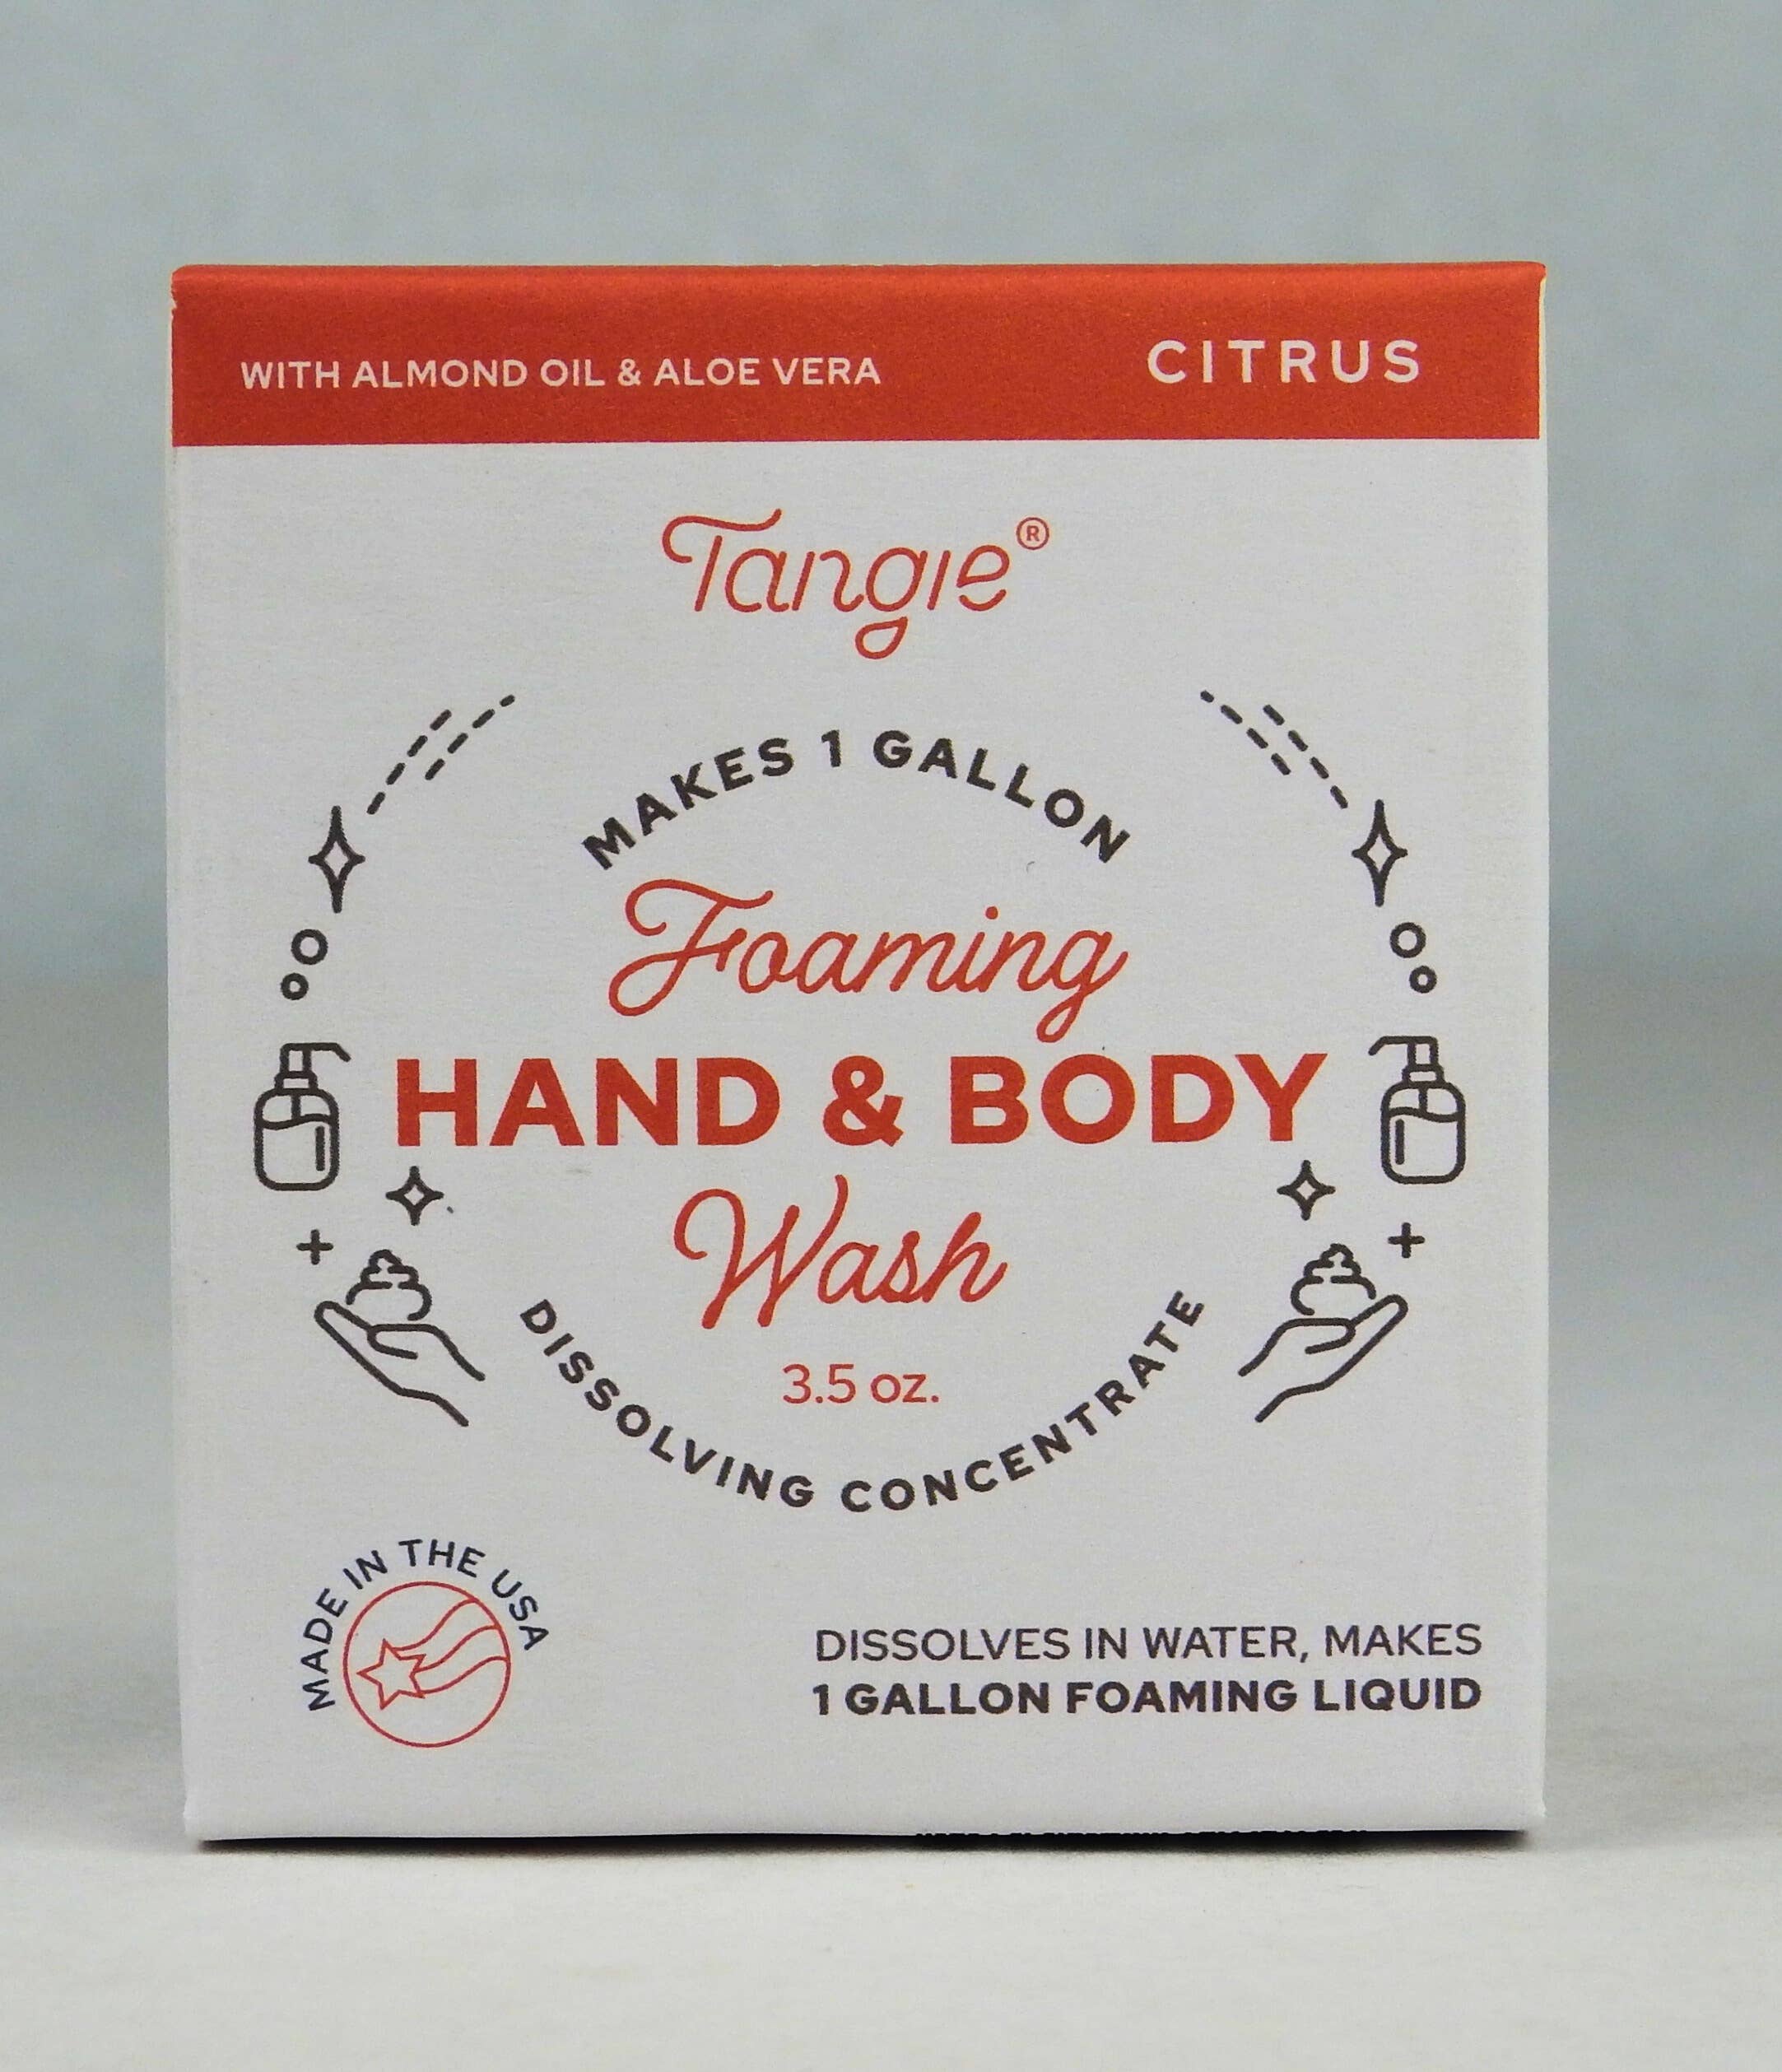 WITH ALMOND OIL & ALOE VERA
CITRUS
Tangie®
MAKES 1 GALLON
Foaming
HAND & BODY
Wash
3.5 oz.
DISSOLVING CONCENTRATE
MADE IN THE USA
DISSOLVES IN WATER, MAKES
1 GALLON FOAMING LIQUID